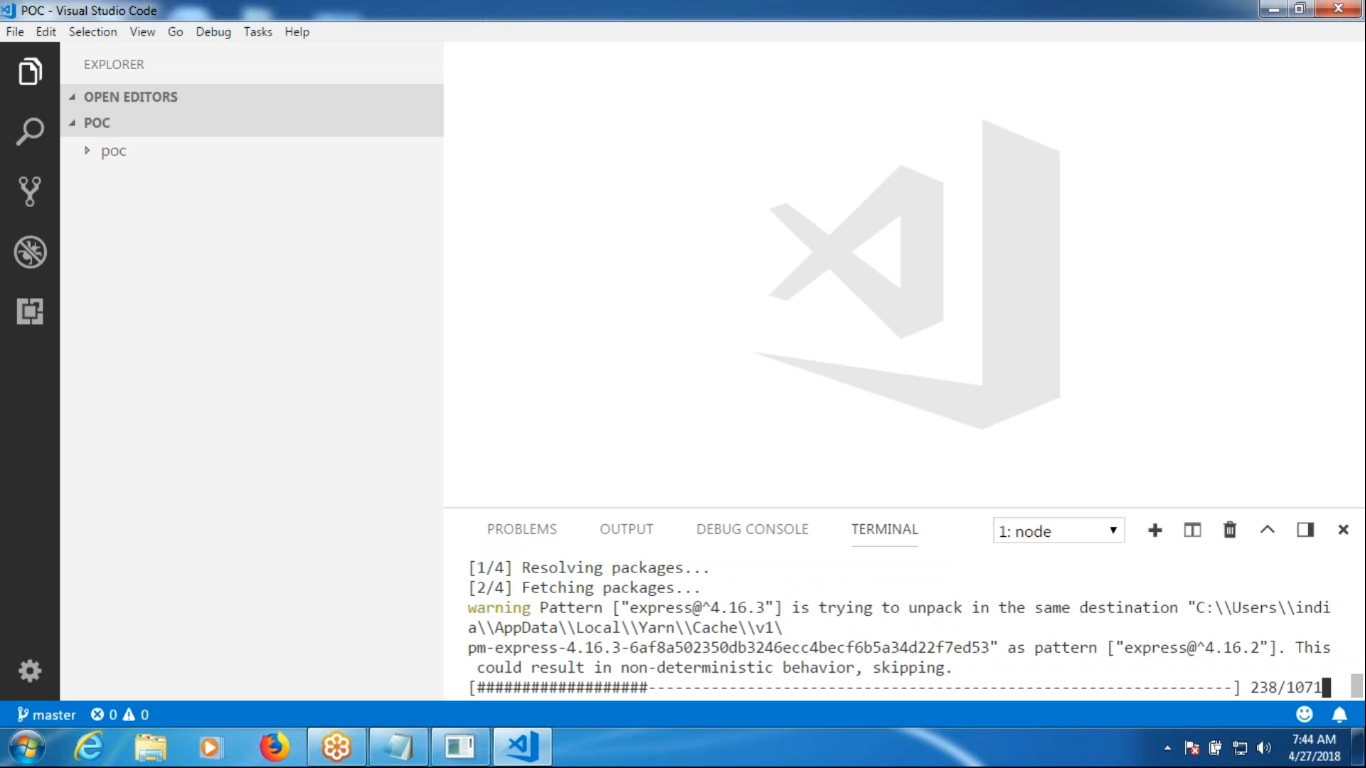 POC - Visual Studio Code
File Edit Selection View Go Debug Tasks Help
EXPLORER
OPEN EDITORS
POC
poc
PROBLEMS OUTPUT DEBUG CONSOLE TERMINAL 1: node
[1/4] Resolving packages...
[2/4] Fetching packages...
warning Pattern ["express@^4.16.3"] is trying to unpack in the same destination "C:\\Users\\indi
a\\AppData\\Local\\Yarn\\Cache\\v1\
pm-express-4.16.3-6af8a502350db3246ecc4becf6b5a34d22f7ed53" as pattern ["express@^4.16.2"]. This
could result in non-deterministic behavior, skipping.
[###################-----------------------------------------------------------------] 238/1071
master 0 0
7:44 AM
4/27/2018